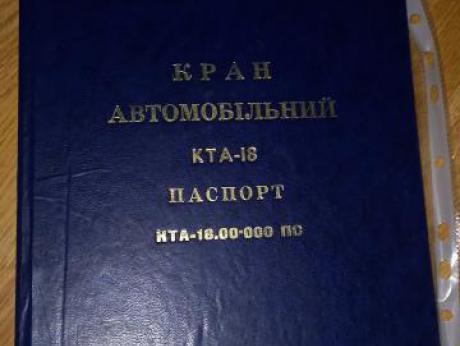 КРАН
АВТОМОБІЛЬНИЙ
КТА-18
ПАСПОРТ
КТА-18.00-000 ПС